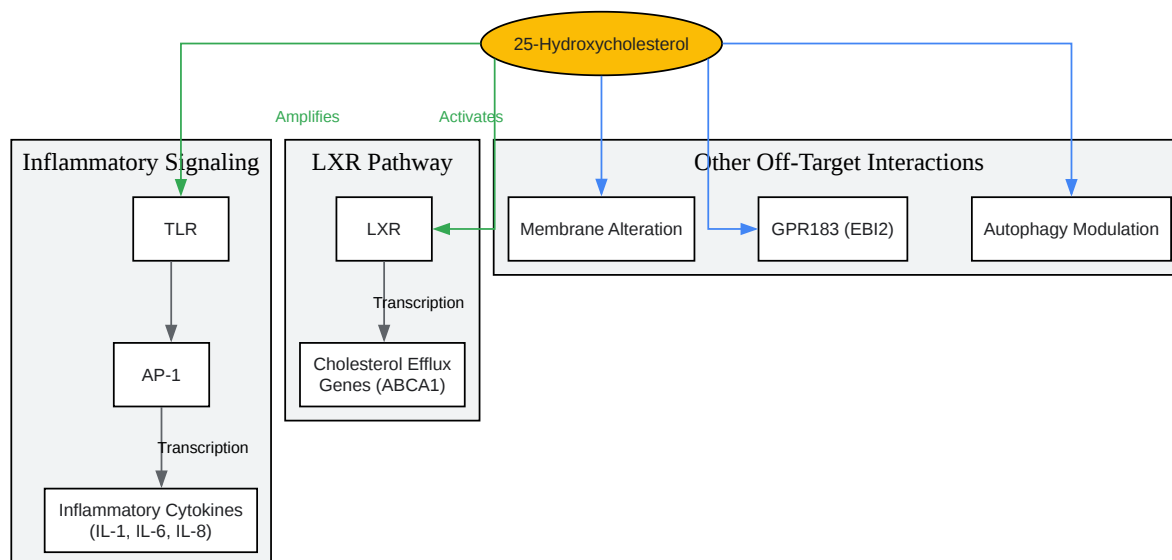 25-Hydroxycholesterol
Amplifies
Activates
Inflammatory Signaling
LXR Pathway
Other Off-Target Interactions
TLR
LXR
Membrane Alteration
GPR183 (EBI2)
Autophagy Modulation
Transcription
AP-1
Cholesterol Efflux
Genes (ABCA1)
Transcription
Inflammatory Cytokines
(IL-1, IL-6, IL-8)